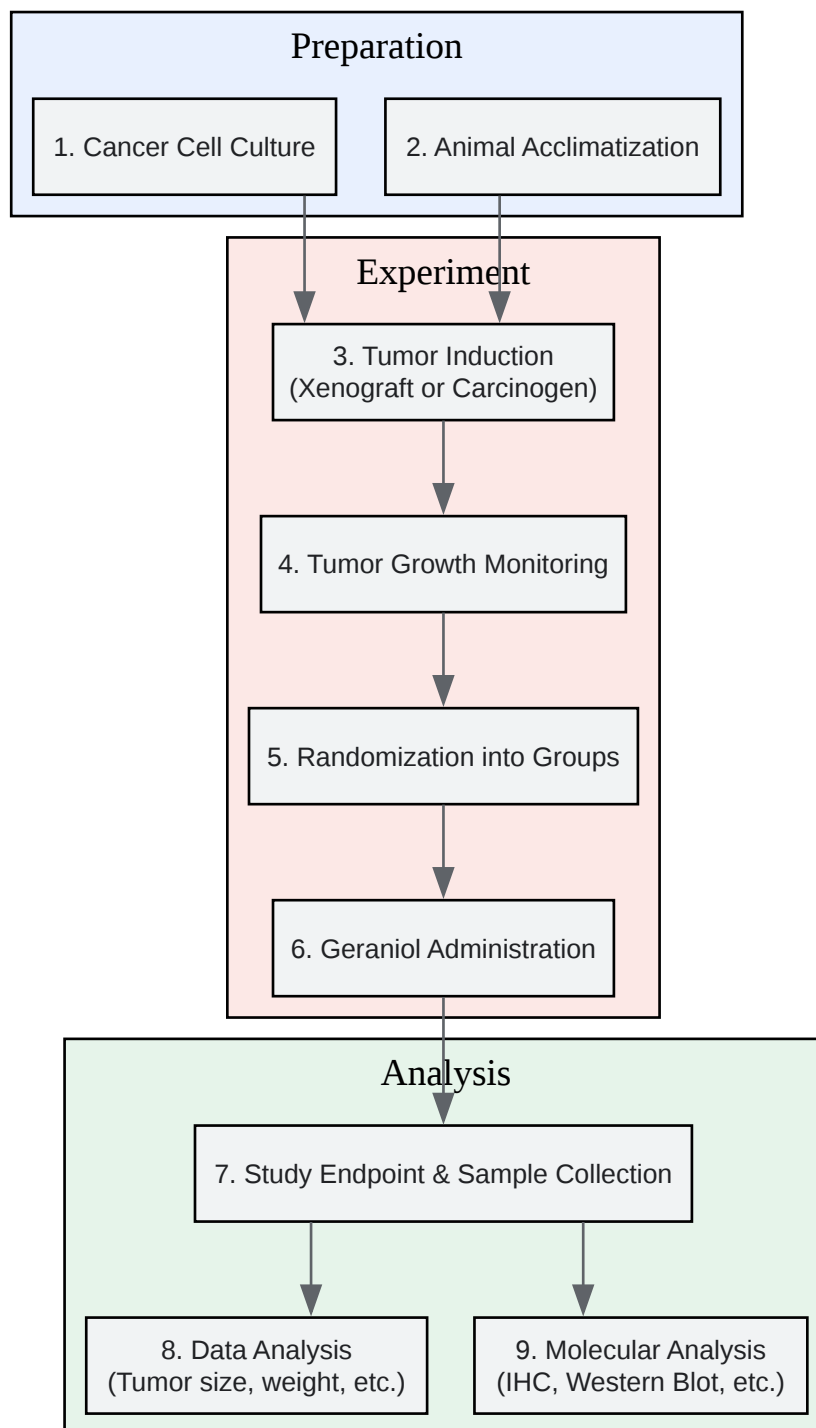 Preparation
1. Cancer Cell Culture
2. Animal Acclimatization
Experiment
3. Tumor Induction
(Xenograft or Carcinogen)
4. Tumor Growth Monitoring
5. Randomization into Groups
6. Geraniol Administration
Analysis
7. Study Endpoint & Sample Collection
8. Data Analysis
(Tumor size, weight, etc.)
9. Molecular Analysis
(IHC, Western Blot, etc.)